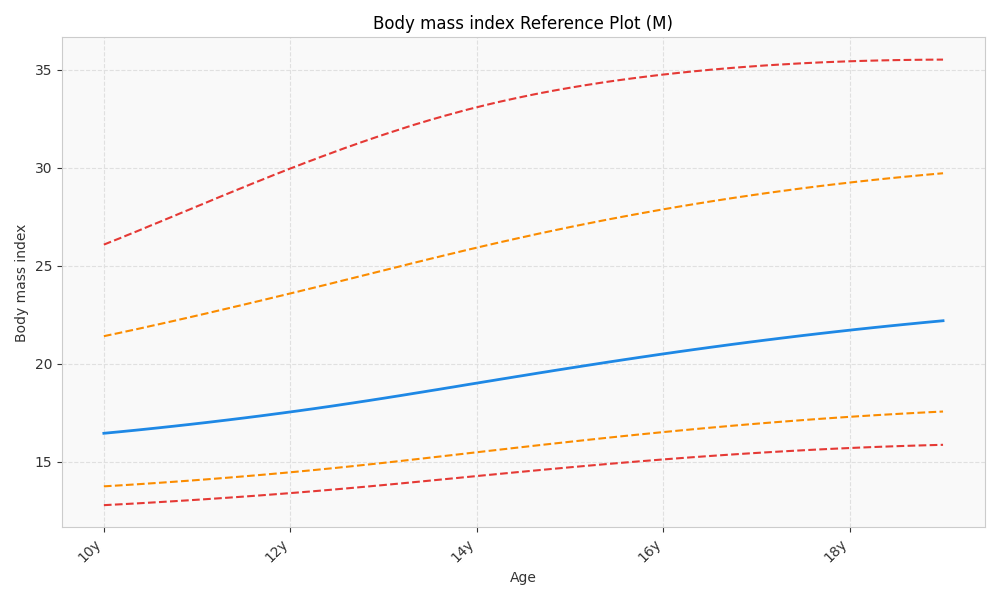 Body mass index Reference Plot (M)
35
30
25
20
15
Body mass index
10y
12y
14y
16y
18y
Age